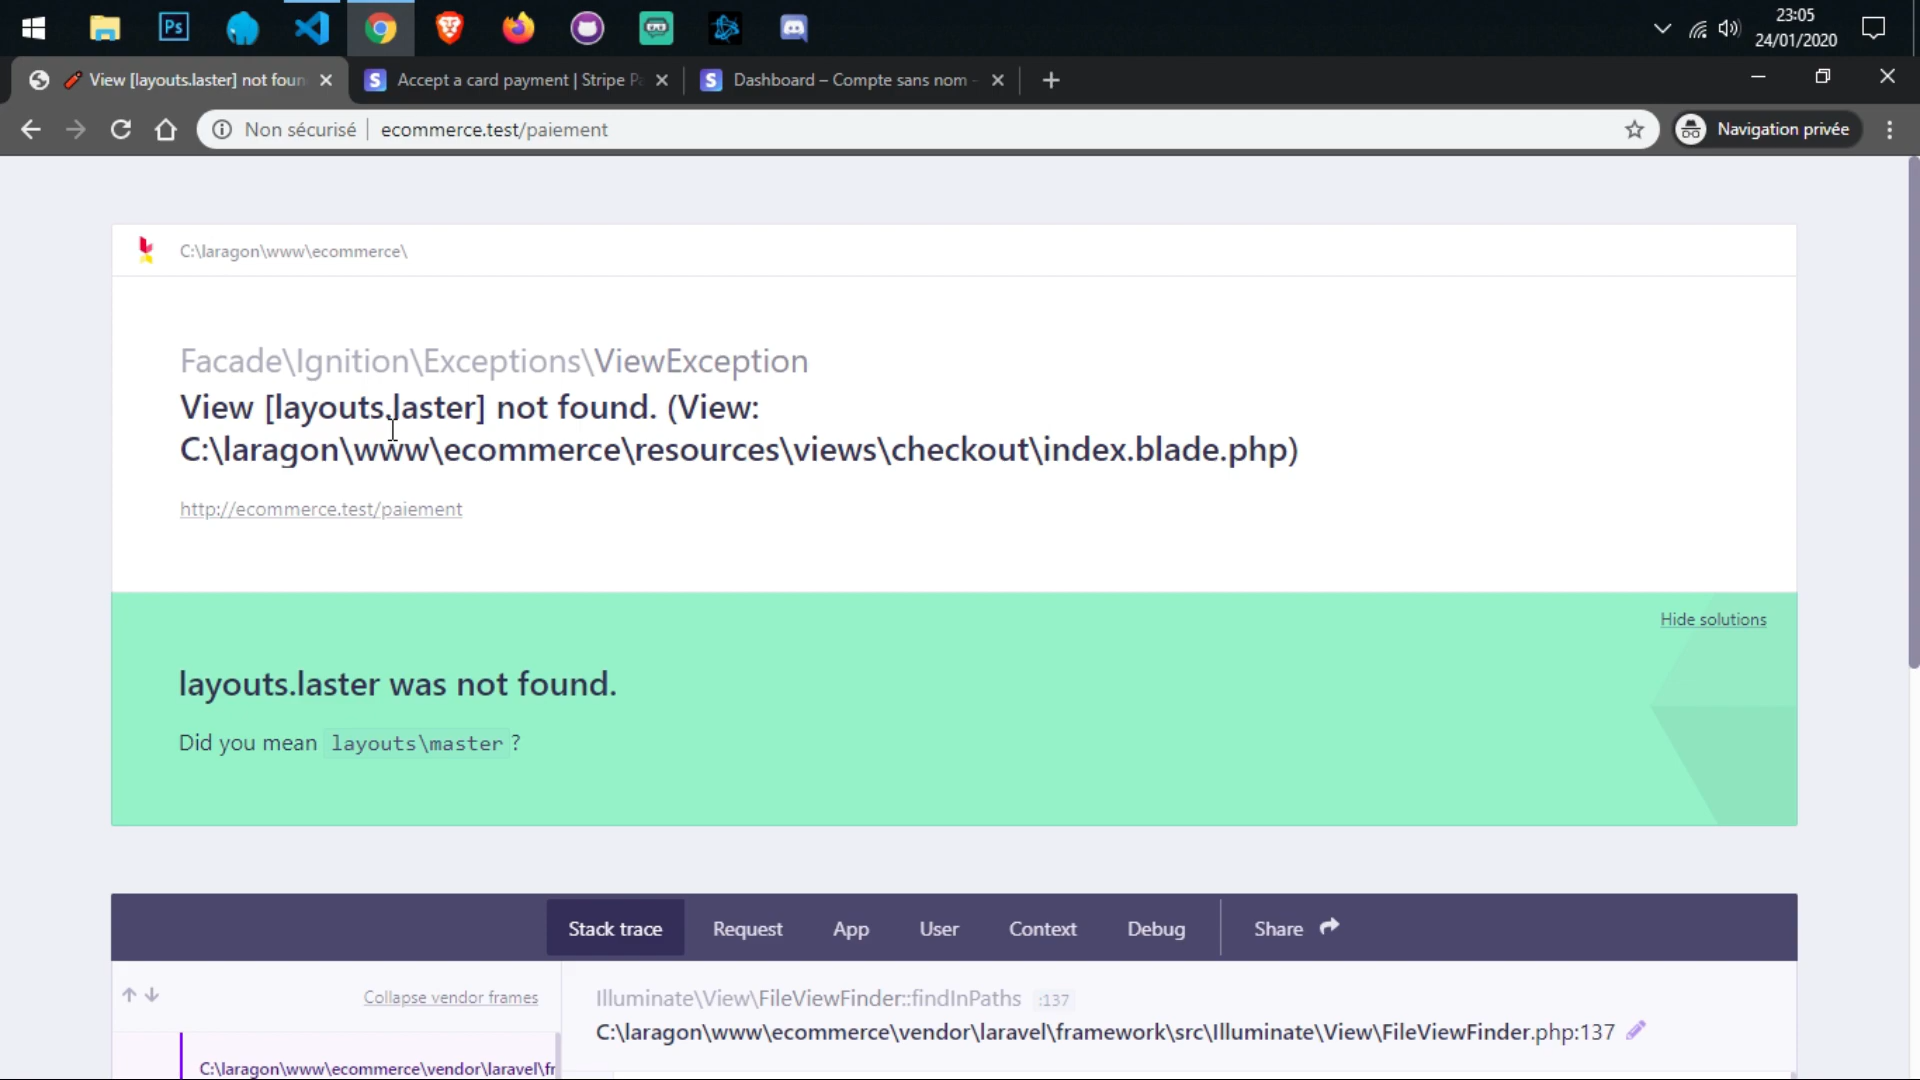 23:05
24/01/2020
View [layouts.laster] not foun
Accept a card payment | Stripe P
Dashboard – Compte sans nom
Non sécurisé
ecommerce.test/paiement
Navigation privée
C:\laragon\www\ecommerce\
Facade\Ignition\Exceptions\ViewException
View [layouts.laster] not found. (View:
C:\laragon\www\ecommerce\resources\views\checkout\index.blade.php)
http://ecommerce.test/paiement
Hide solutions
layouts.laster was not found.
Did you mean layouts\master ?
Stack trace Request App User Context Debug Share
Collapse vendor frames
Illuminate\View\FileViewFinder::findInPaths :137
C:\laragon\www\ecommerce\vendor\laravel\framework\src\Illuminate\View\FileViewFinder.php:137
C:\laragon\www\ecommerce\vendor\laravel\fr